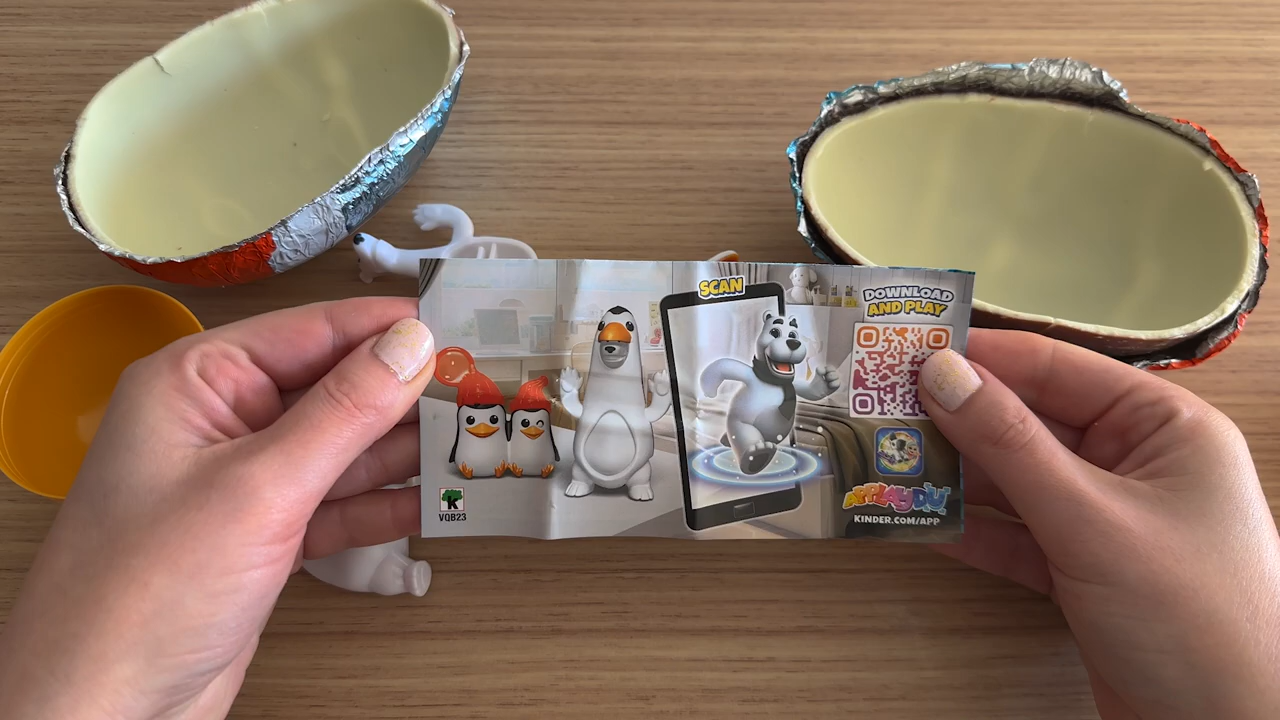 SCAN
DOWNLOAD
AND PLAY
K
VQB23
APPLAYDU
KINDER.COM/APP